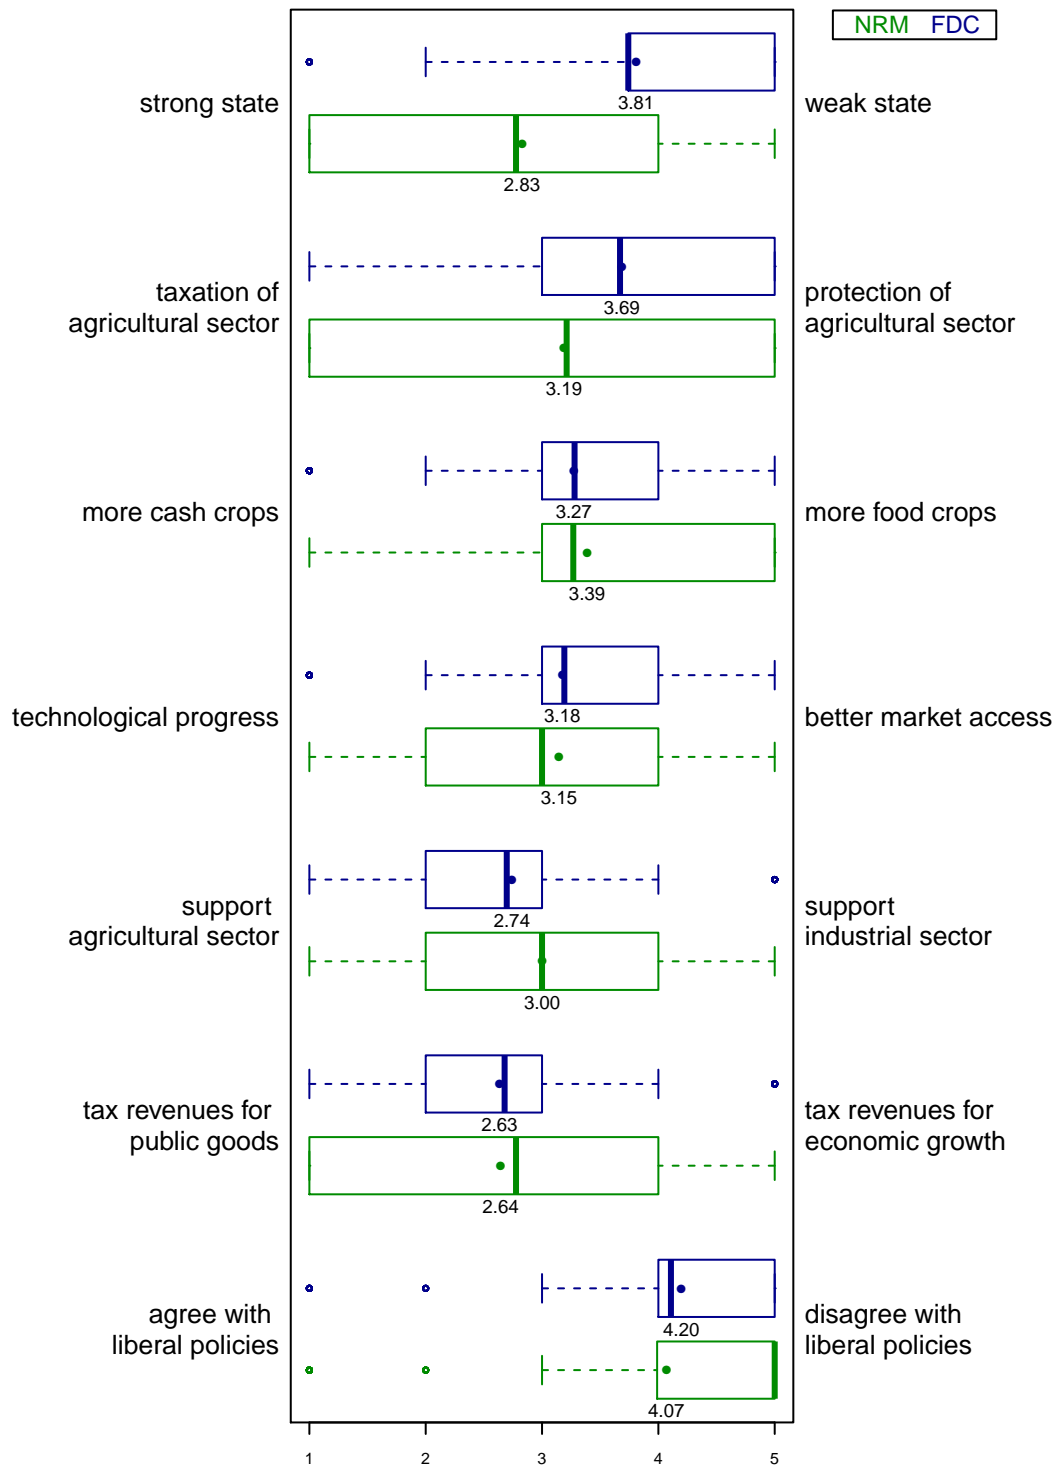 NRM FDC
3.81
strong state
weak state
2.83
taxation of
agricultural sector
protection of
agricultural sector
3.69
3.19
3.27
more cash crops
more food crops
3.39
technological progress
better market access
3.18
3.15
support
agricultural sector
support
industrial sector
2.74
3.00
tax revenues for
public goods
tax revenues for
economic growth
2.63
2.64
agree with
liberal policies
disagree with
liberal policies
4.20
4.07
1 2 3 4 5